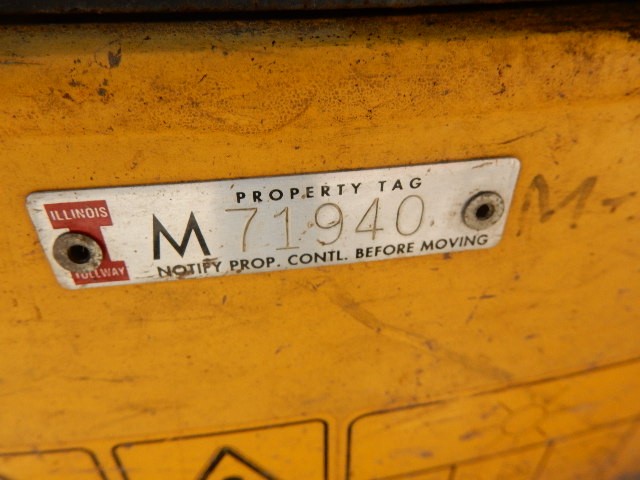 PROPERTY TAG
ILLINOIS
M 71940
TOLLWAY
NOTIFY PROP. CONTL. BEFORE MOVING
M-